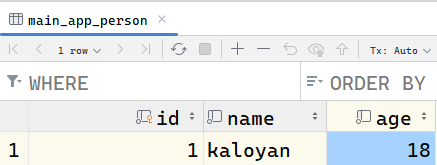 main_app_person
1 row
Tx: Auto
WHERE
ORDER BY
id name age
1 1 kaloyan 18